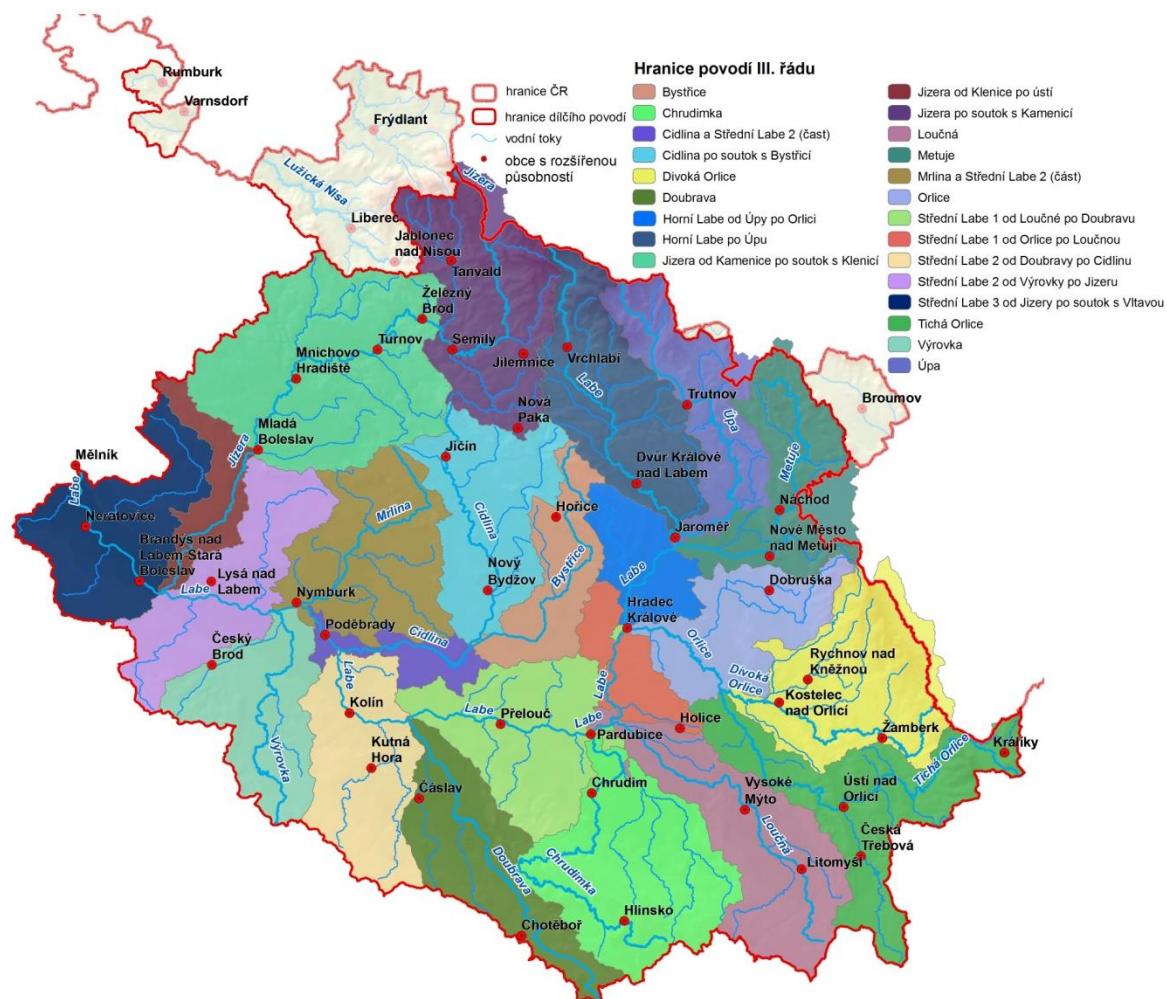 Hranice povodí III. řádu
hranice ČR
hranice dílčího povodí
vodní toky
obce s rozšířenou
působností
Bystřice
Chrudimka
Cidlina a Střední Labe 2 (čast)
Cidlina po soutok s Bystřicí
Divoká Orlice
Doubrava
Horní Labe od Úpy po Orlici
Horní Labe po Úpu
Jizera od Kamenice po soutok s Klenicí
Jizera od Klenice po ústí
Jizera po soutok s Kamenicí
Loučná
Metuje
Mrlina a Střední Labe 2 (část)
Orlice
Střední Labe 1 od Loučné po Doubravu
Střední Labe 1 od Orlice po Loučnou
Střední Labe 2 od Doubravy po Cidlinu
Střední Labe 2 od Výrovky po Jizeru
Střední Labe 3 od Jizery po soutok s Vltavou
Tichá Orlice
Výrovka
Úpa
Rumburk
Varnsdorf
Frýdlant
Lužická Nisa
Jizera
Liberec
Jablonec
nad Nisou
Tanvald
Železný
Brod
Turnov
Semily
Mnichovo
Hradiště
Jilemnice
Vrchlabí
Labe
Trutnov
Úpa
Broumov
Nová
Paka
Mladá
Boleslav
Jizera
Jičín
Dvůr Králové
nad Labem
Metuje
Mělník
Labe
Neratovice
Mrlina
Cidlina
Hořice
Náchod
Jaroměř
Nové Město
nad Metují
Brandýs nad
Labem-Stará
Boleslav
Lysá nad
Labem
Labe
Nymburk
Nový
Bydžov
Bystřice
Labe
Dobruška
Poděbrady
Cidlina
Hradec
Králové
Orlice
Český
Brod
Rychnov nad
Kněžnou
Divoká
Orlice
Kostelec
nad Orlicí
Labe
Kolín
Labe
Přelouč
Labe
Labe
Pardubice
Holice
Žamberk
Králíky
Tichá Orlice
Výrovka
Kutná
Hora
Čáslav
Chrudim
Vysoké
Mýto
Ústí nad
Orlicí
Loučná
Česká
Třebová
Doubrava
Chrudimka
Litomyšl
Hlinsko
Chotěboř